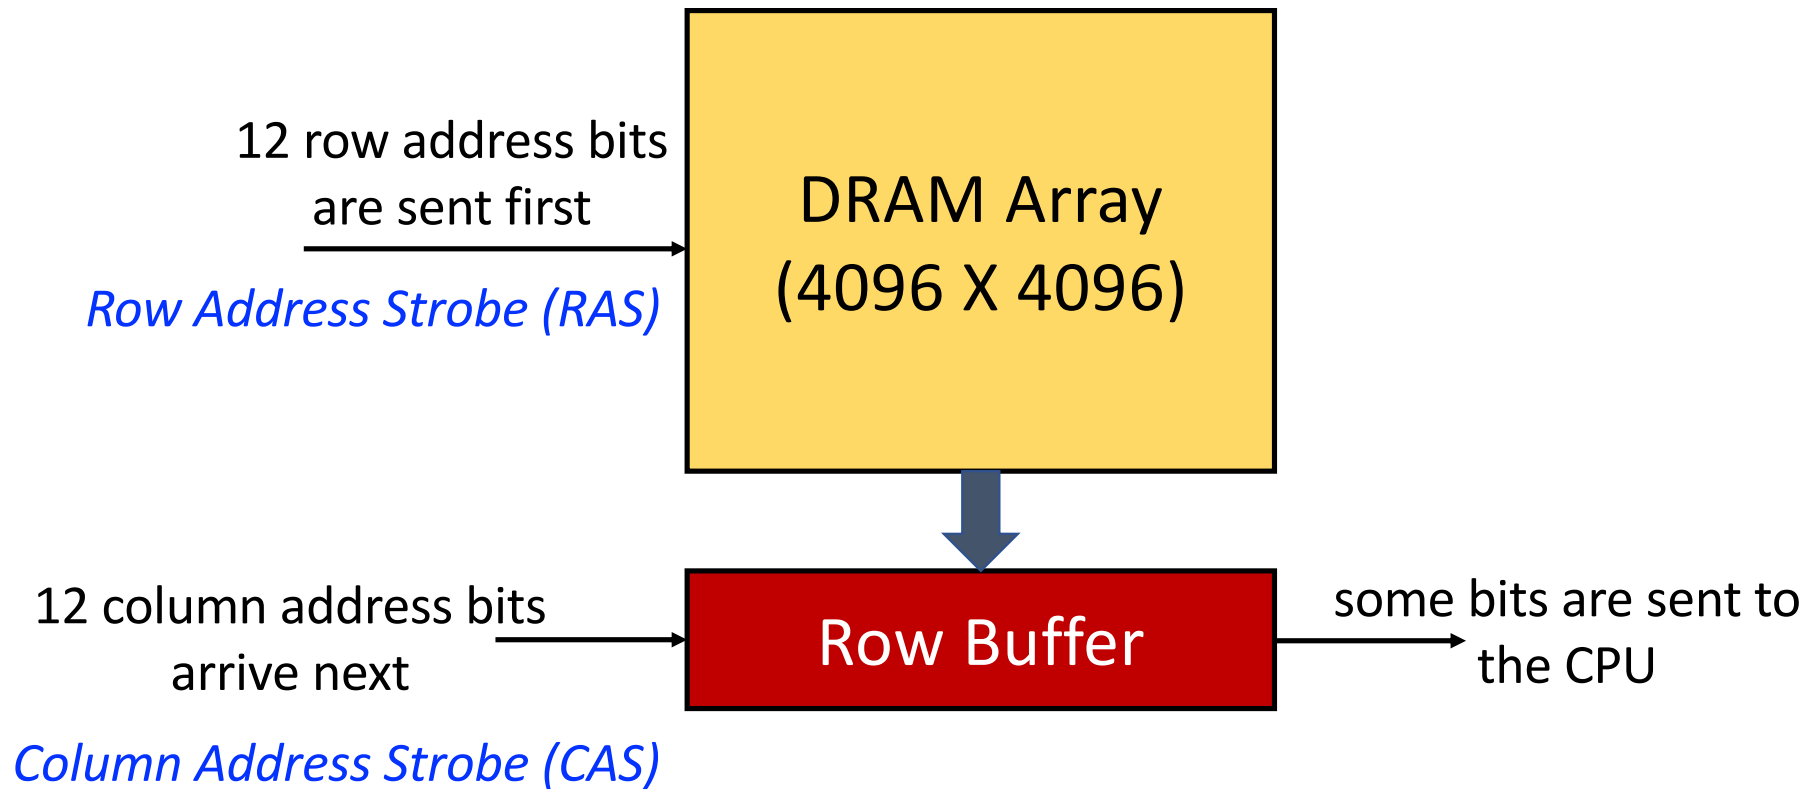 12 row address bits
are sent first
Row Address Strobe (RAS)
DRAM Array
(4096 X 4096)
12 column address bits
arrive next
Column Address Strobe (CAS)
Row Buffer
some bits are sent to
the CPU